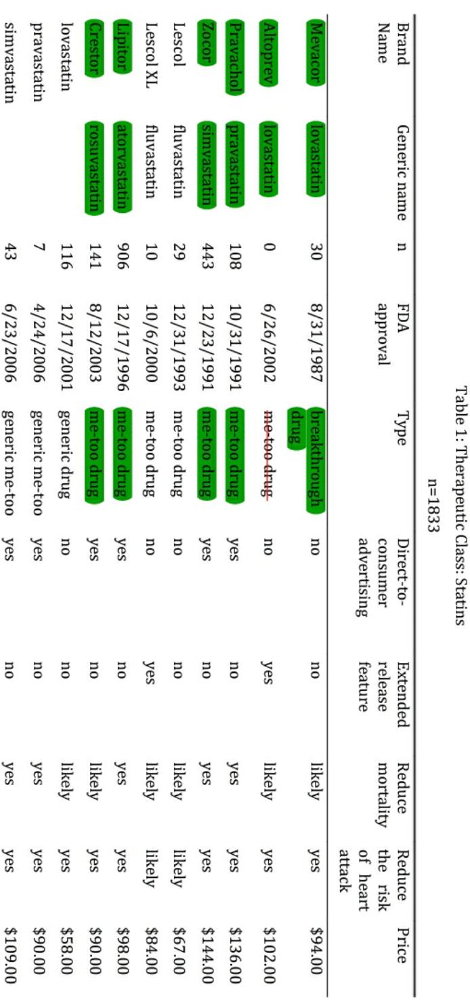 Table 1: Therapeutic Class: Statins
n=1833
Brand Name Generic name n FDA approval Type Direct-to-consumer advertising Extended release feature Reduce mortality Reduce the risk of heart attack Price
Mevacor lovastatin 30 8/31/1987 breakthrough drug no no likely yes $94.00
Altoprev lovastatin 0 6/26/2002 me-too drug no yes likely yes $102.00
Pravachol pravastatin 108 10/31/1991 me-too drug yes no yes yes $136.00
Zocor simvastatin 443 12/23/1991 me-too drug yes no yes yes $144.00
Lescol fluvastatin 29 12/31/1993 me-too drug no no likely likely $67.00
Lescol XL fluvastatin 10 10/6/2000 me-too drug no yes likely likely $84.00
Lipitor atorvastatin 906 12/17/1996 me-too drug yes no yes yes $98.00
Crestor rosuvastatin 141 8/12/2003 me-too drug yes no likely yes $90.00
lovastatin 116 12/17/2001 generic drug no no likely yes $58.00
pravastatin 7 4/24/2006 generic me-too yes no yes yes $90.00
simvastatin 43 6/23/2006 generic me-too yes no yes yes $109.00